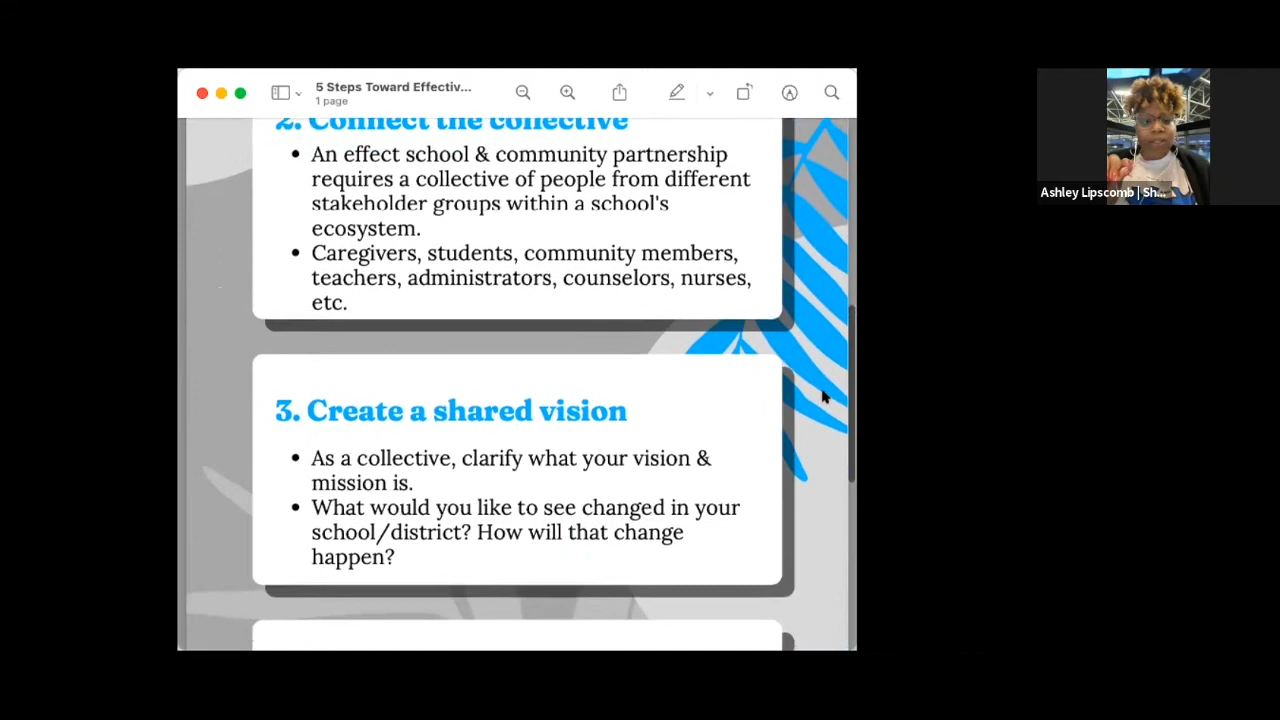 5 Steps Toward Effectiv...
1 page
2. Connect the collective
An effect school & community partnership
requires a collective of people from different
stakeholder groups within a school's
ecosystem.
Caregivers, students, community members,
teachers, administrators, counselors, nurses,
etc.
3. Create a shared vision
As a collective, clarify what your vision &
mission is.
What would you like to see changed in your
school/district? How will that change
happen?
Ashley Lipscomb | Sh...